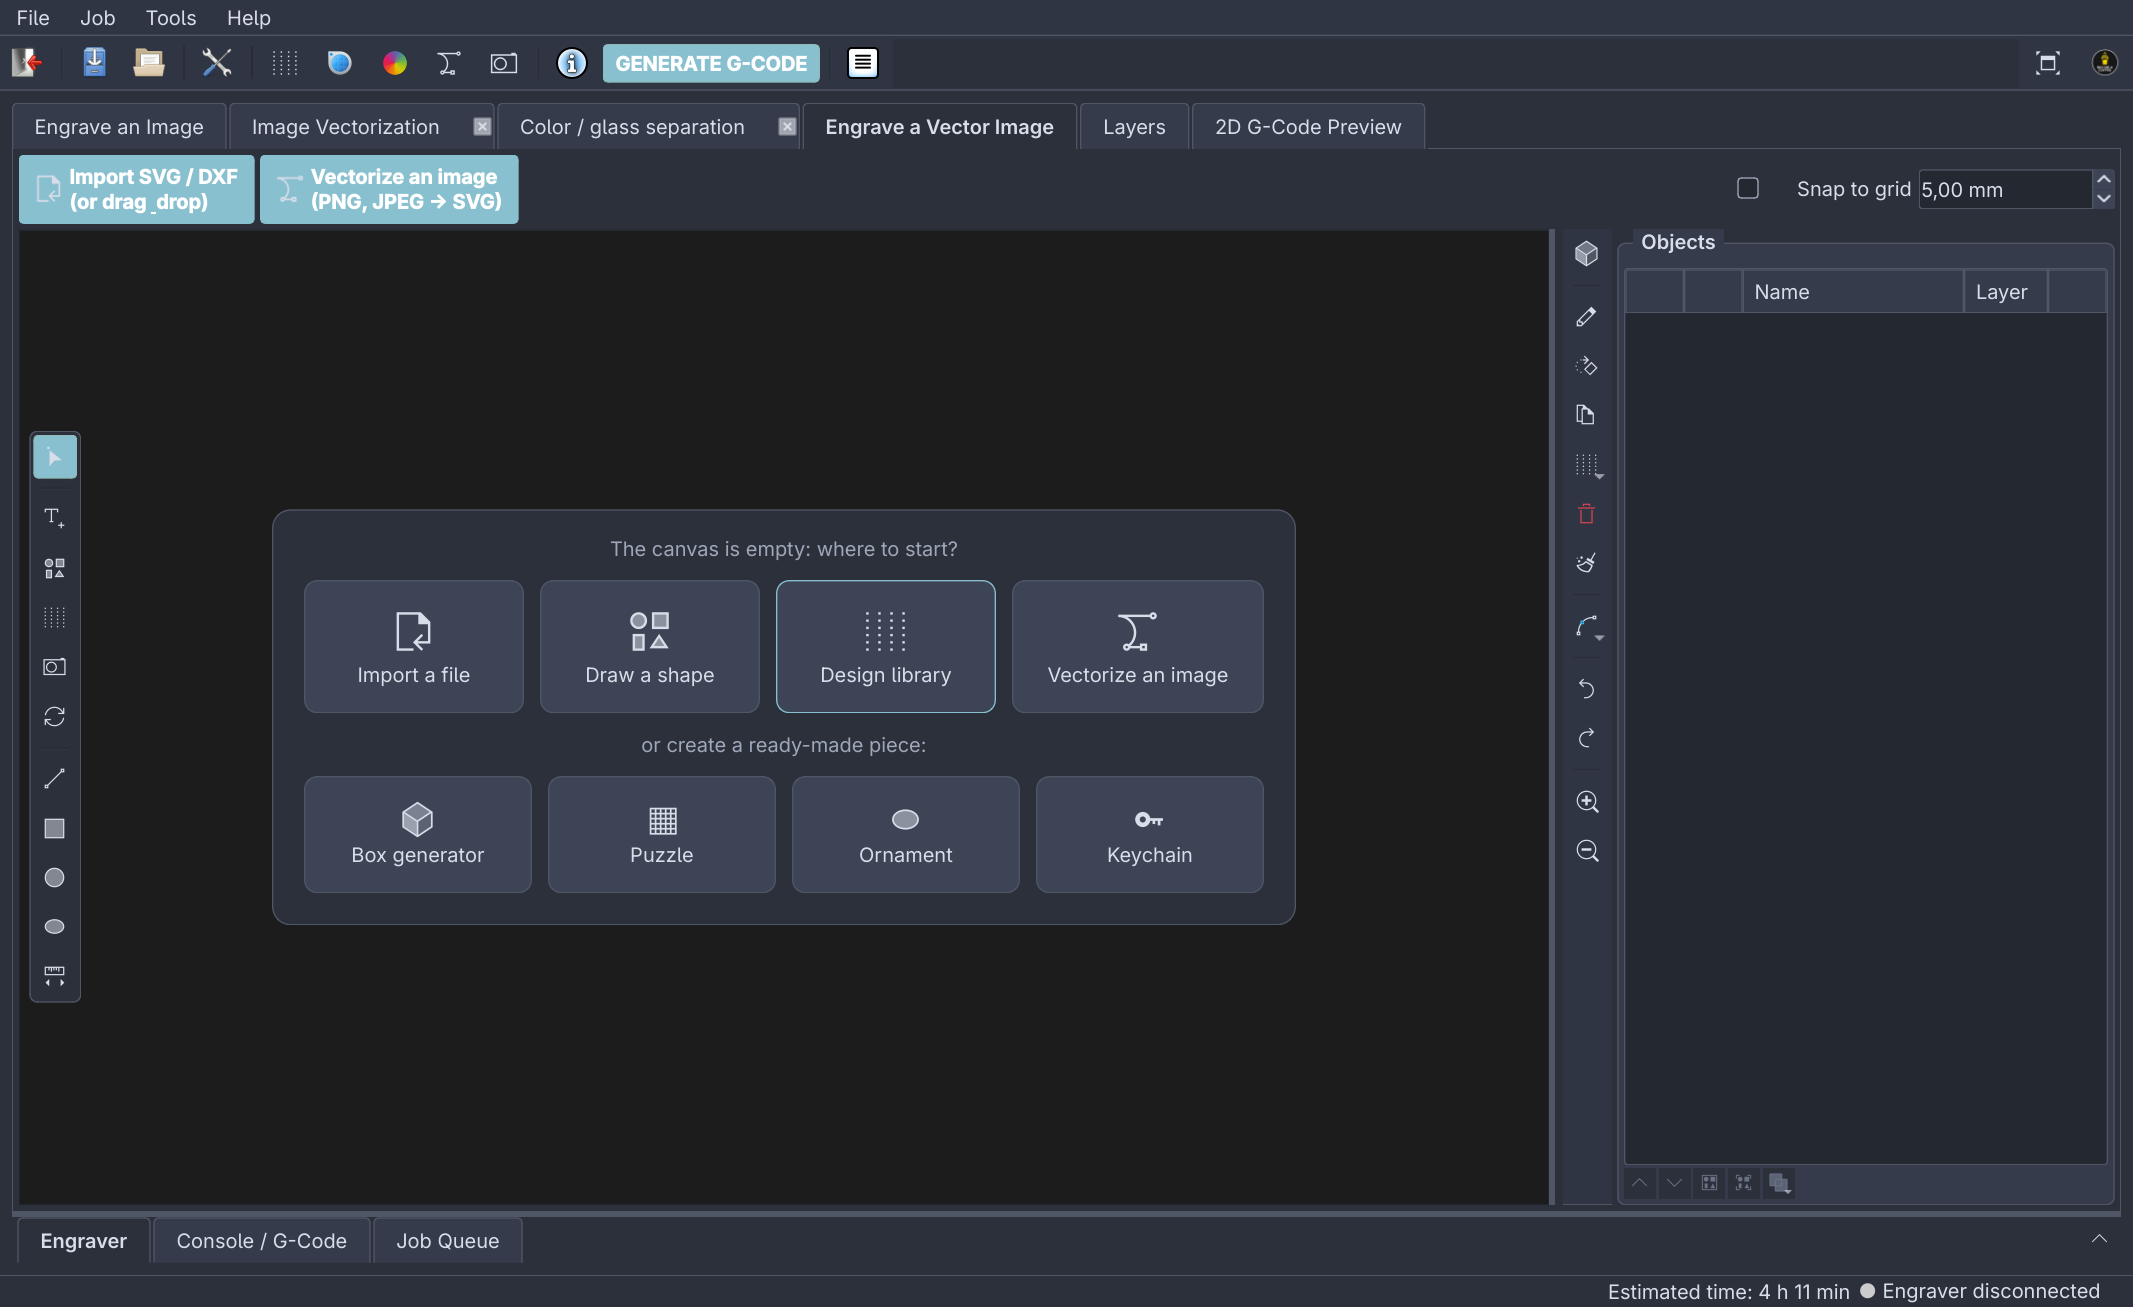 File Job Tools Help
GENERATE G-CODE
Engrave an Image Image Vectorization Color / glass separation Engrave a Vector Image Layers 2D G-Code Preview
Import SVG / DXF
(or drag_drop)
Vectorize an image
(PNG, JPEG → SVG)
Snap to grid 5,00 mm
Objects
Name Layer
The canvas is empty: where to start?
Import a file Draw a shape Design library Vectorize an image
or create a ready-made piece:
Box generator Puzzle Ornament Keychain
Engraver Console / G-Code Job Queue
Estimated time: 4 h 11 min Engraver disconnected